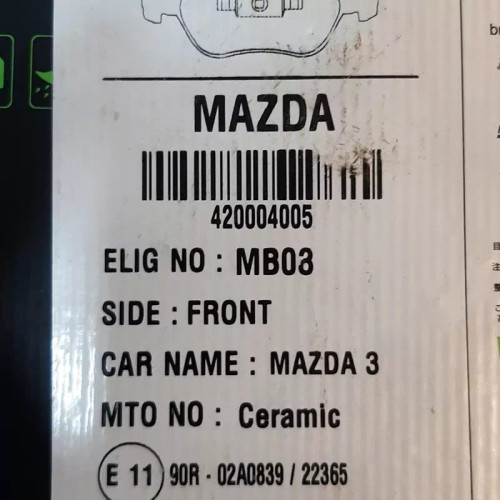 MAZDA
420004005
ELIG NO : MB03
SIDE : FRONT
CAR NAME : MAZDA 3
MTO NO : Ceramic
E 11 90R - 02A0839 / 22365